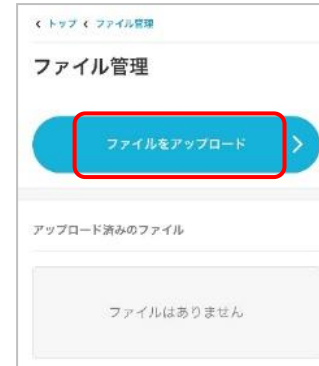 < トップ < ファイル管理
ファイル管理
ファイルをアップロード >
アップロード済みのファイル
ファイルはありません